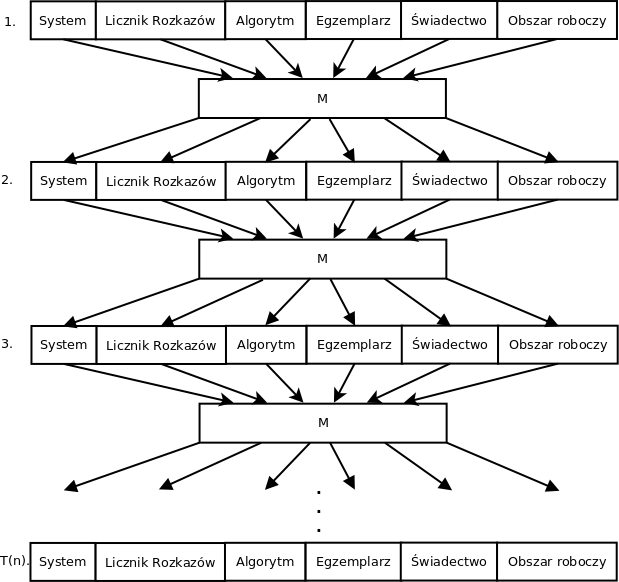 1. System Licznik Rozkazów Algorytm Egzemplarz Świadectwo Obszar roboczy
M
2. System Licznik Rozkazów Algorytm Egzemplarz Świadectwo Obszar roboczy
M
3. System Licznik Rozkazów Algorytm Egzemplarz Świadectwo Obszar roboczy
M
.
.
.
T(n). System Licznik Rozkazów Algorytm Egzemplarz Świadectwo Obszar roboczy